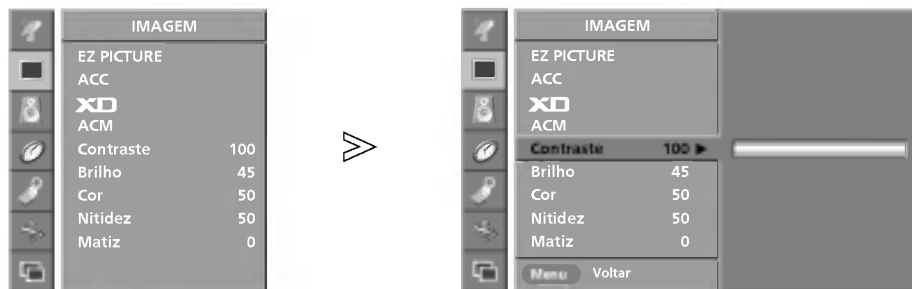 IMAGEM
EZ PICTURE
ACC
XD
ACM
Contraste 100
Brilho 45
Cor 50
Nitidez 50
Matiz 0
IMAGEM
EZ PICTURE
ACC
XD
ACM
Contraste 100 ▶
Brilho 45
Cor 50
Nitidez 50
Matiz 0
Menu Voltar